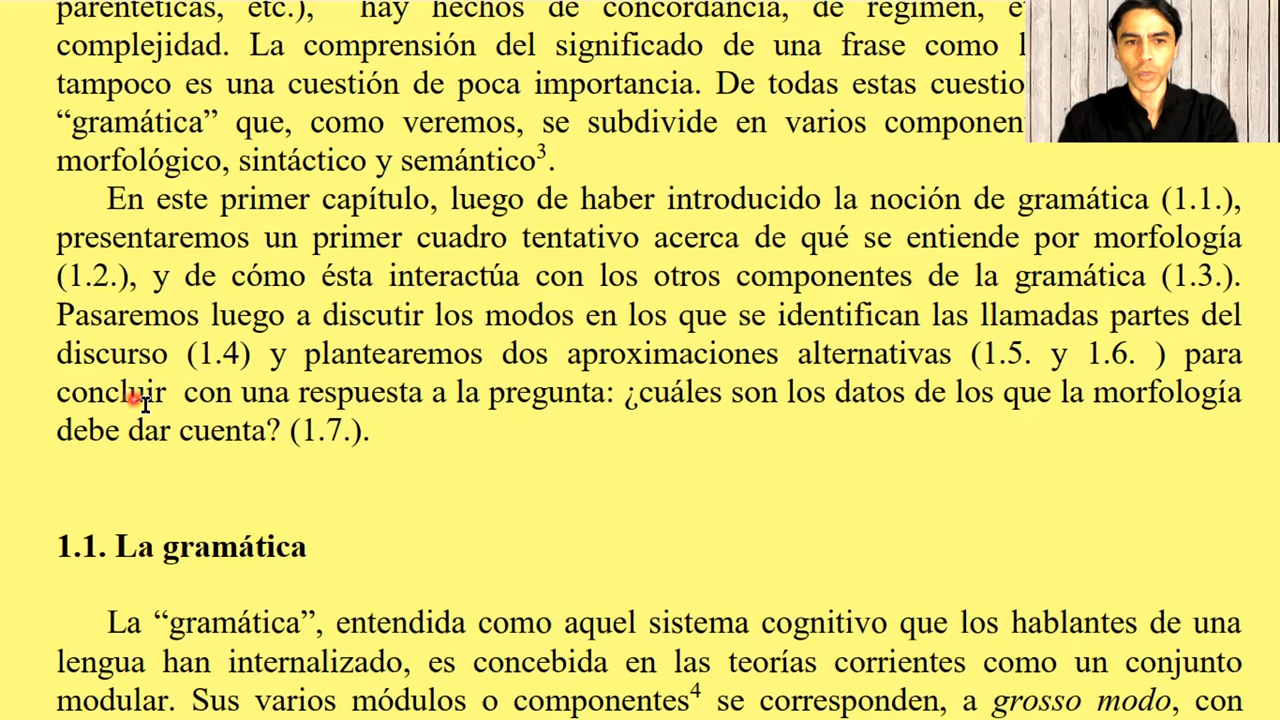 parentéticas, etc.), hay hechos de concordancia, de régimen,
complejidad. La comprensión del significado de una frase como
tampoco es una cuestión de poca importancia. De todas estas
“gramática” que, como veremos, se subdivide en varios
morfológico, sintáctico y semántico³.
En este primer capítulo, luego de haber introducido la noción de gramática (1.1.),
presentaremos un primer cuadro tentativo acerca de qué se entiende por morfología
(1.2.), y de cómo ésta interactúa con los otros componentes de la gramática (1.3.).
Pasaremos luego a discutir los modos en los que se identifican las llamadas partes del
discurso (1.4) y plantearemos dos aproximaciones alternativas (1.5. y 1.6. ) para
concluir con una respuesta a la pregunta: ¿cuáles son los datos de los que la morfología
debe dar cuenta? (1.7.).
1.1. La gramática
La “gramática”, entendida como aquel sistema cognitivo que los hablantes de una
lengua han internalizado, es concebida en las teorías corrientes como un conjunto
modular. Sus varios módulos o componentes⁴ se corresponden, a grosso modo, con